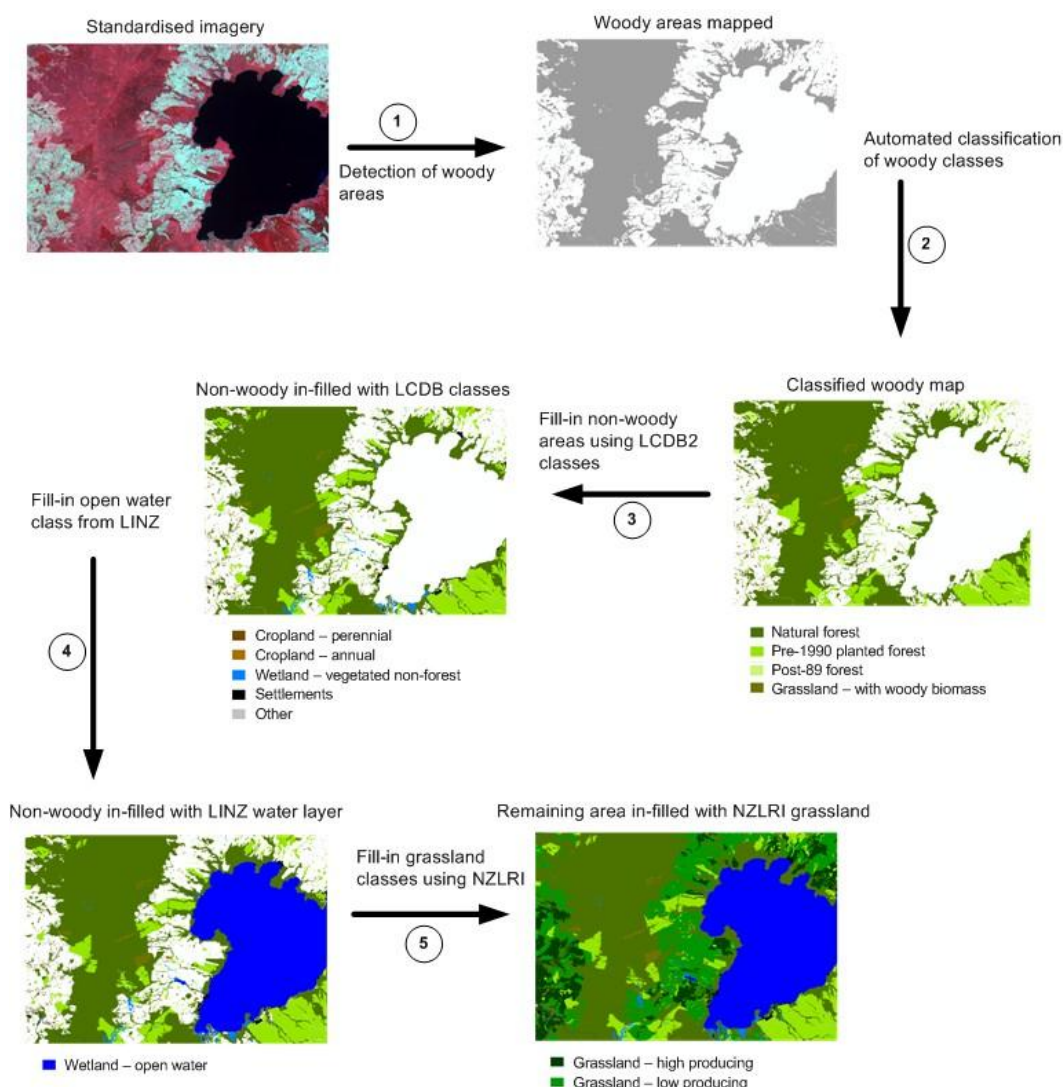 Standardised imagery
Woody areas mapped
1
Detection of woody
areas
Automated classification
of woody classes
2
Classified woody map
Natural forest
Pre-1990 planted forest
Post-89 forest
Grassland – with woody biomass
Fill-in non-woody
areas using LCDB2
classes
3
Non-woody in-filled with LCDB classes
Cropland – perennial
Cropland – annual
Wetland – vegetated non-forest
Settlements
Other
Fill-in open water
class from LINZ
4
Non-woody in-filled with LINZ water layer
Wetland – open water
Fill-in grassland
classes using NZLRI
5
Remaining area in-filled with NZLRI grassland
Grassland – high producing
Grassland – low producing